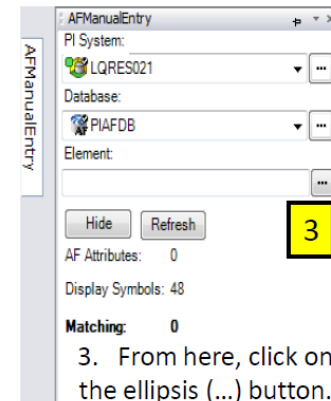 AFManualEntry
AFManualEntry
PI System:
LQRES021
...
Database:
PIAFDB
...
Element:
...
Hide Refresh
3
AF Attributes: 0
Display Symbols: 48
Matching: 0
3. From here, click on
the ellipsis (...) button.